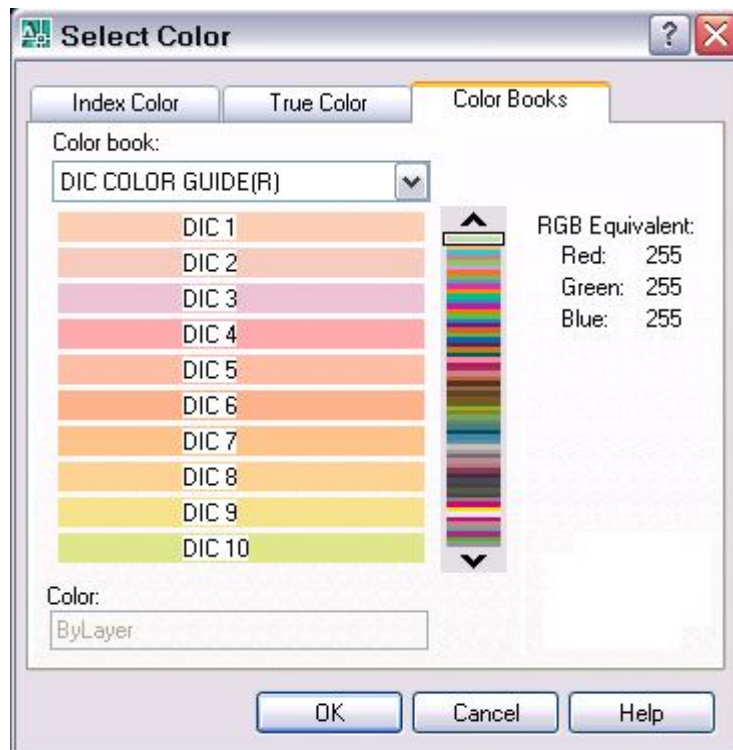 Select Color
?
Index Color
True Color
Color Books
Color book:
DIC COLOR GUIDE(R)
DIC 1
DIC 2
DIC 3
DIC 4
DIC 5
DIC 6
DIC 7
DIC 8
DIC 9
DIC 10
RGB Equivalent:
Red: 255
Green: 255
Blue: 255
Color:
ByLayer
OK
Cancel
Help